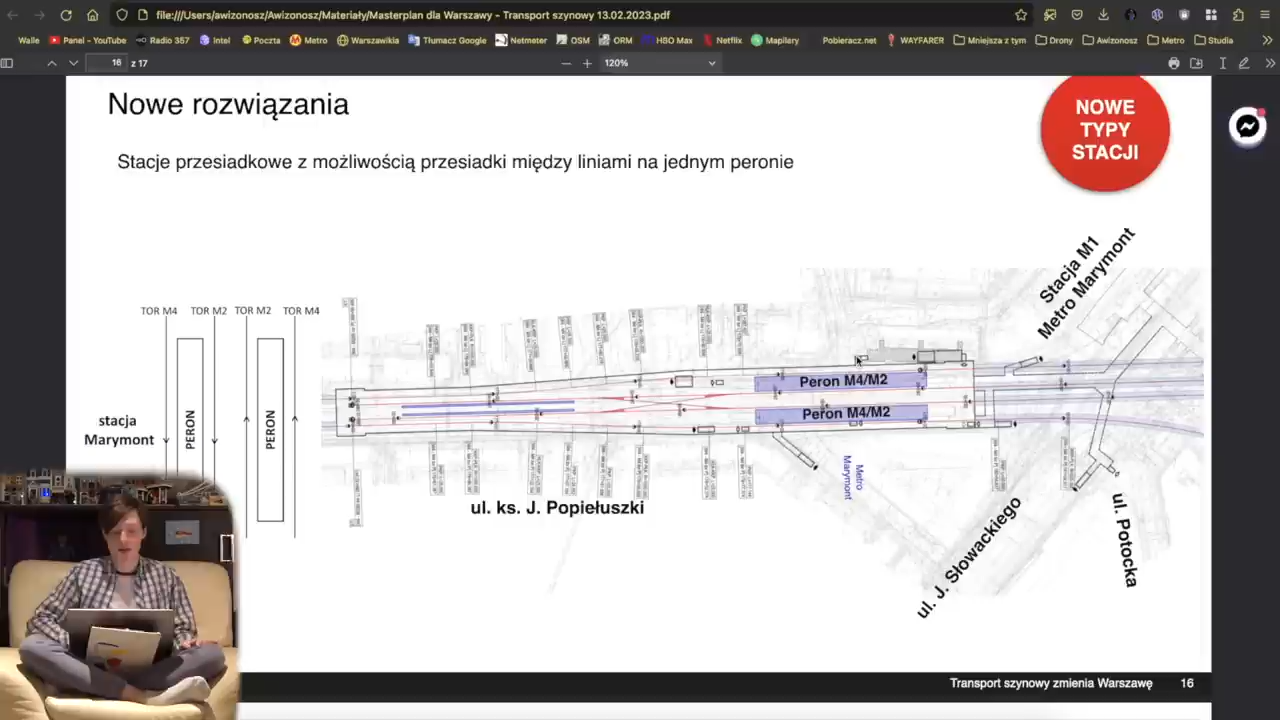 file:///Users/awizonosz/Awizonosz/Materiały/Masterplan dla Warszawy - Transport szynowy 13.02.2023.pdf
Walle Panel - YouTube Radio 357 Intel Poczta Metro Warszawikia Tłumacz Google Netmeter OSM ORM HBO Max Netflix Mapilary Pobieracz.net WAYFARER Mniejsza z tym Drony Awizonosz Metro Studia
16 z 17 120%
Nowe rozwiązania
NOWE
TYPY
STACJI
Stacje przesiadkowe z możliwością przesiadki między liniami na jednym peronie
Stacja M1
Metro Marymont
TOR M4 TOR M2 TOR M2 TOR M4
stacja
Marymont
PERON
PERON
Peron M4/M2
Peron M4/M2
Metro
Marymont
ul. ks. J. Popiełuszki
ul. J. Słowackiego
ul. Potocka
Transport szynowy zmienia Warszawę 16